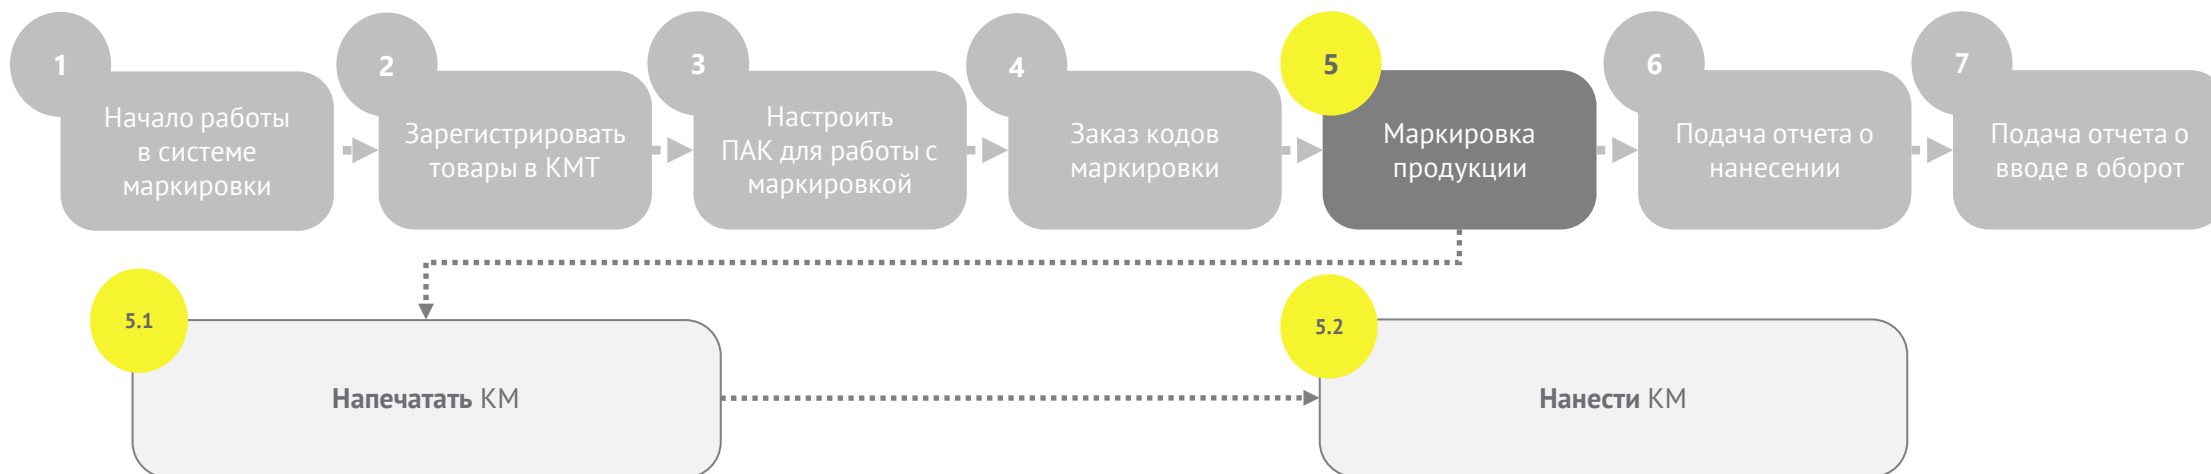 1
Начало работы
в системе
маркировки
2
Зарегистрировать
товары в КМТ
3
Настроить
ПАК для работы с
маркировкой
4
Заказ кодов
маркировки
5
Маркировка
продукции
6
Подача отчета о
нанесении
7
Подача отчета о
вводе в оборот
5.1
Напечатать КМ
5.2
Нанести КМ